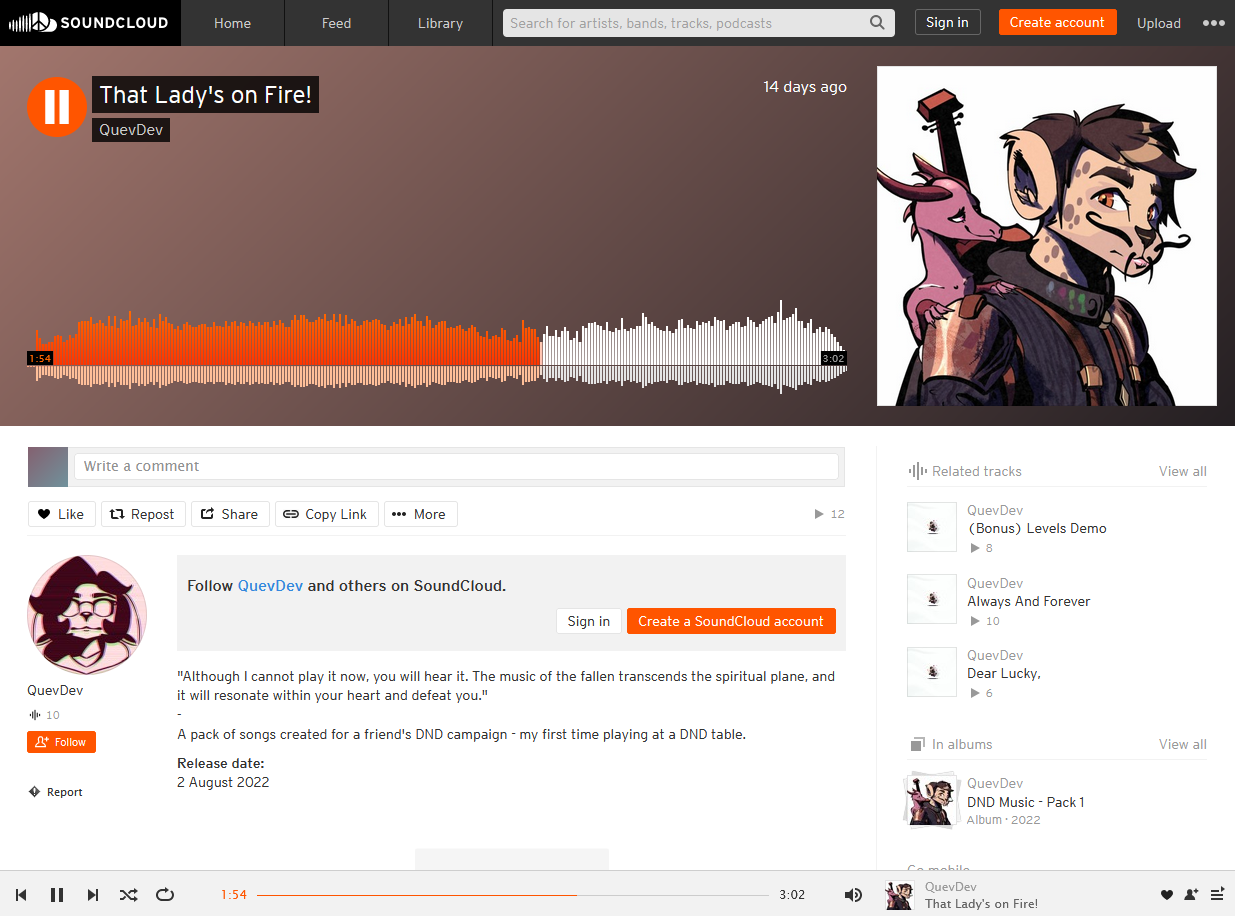 SOUNDCLOUD
Home
Feed
Library
Search for artists, bands, tracks, podcasts
Sign in
Create account
Upload
That Lady's on Fire!
QuevDev
14 days ago
1:54
3:02
Write a comment
Like
Repost
Share
Copy Link
More
12
QuevDev
10
Follow
Report
Follow QuevDev and others on SoundCloud.
Sign in
Create a SoundCloud account
"Although I cannot play it now, you will hear it. The music of the fallen transcends the spiritual plane, and
it will resonate within your heart and defeat you."
-
A pack of songs created for a friend's DND campaign - my first time playing at a DND table.
Release date:
2 August 2022
Related tracks
View all
QuevDev
(Bonus) Levels Demo
8
QuevDev
Always And Forever
10
QuevDev
Dear Lucky,
6
In albums
View all
QuevDev
DND Music - Pack 1
Album · 2022
Go mobile
1:54
3:02
QuevDev
That Lady's on Fire!